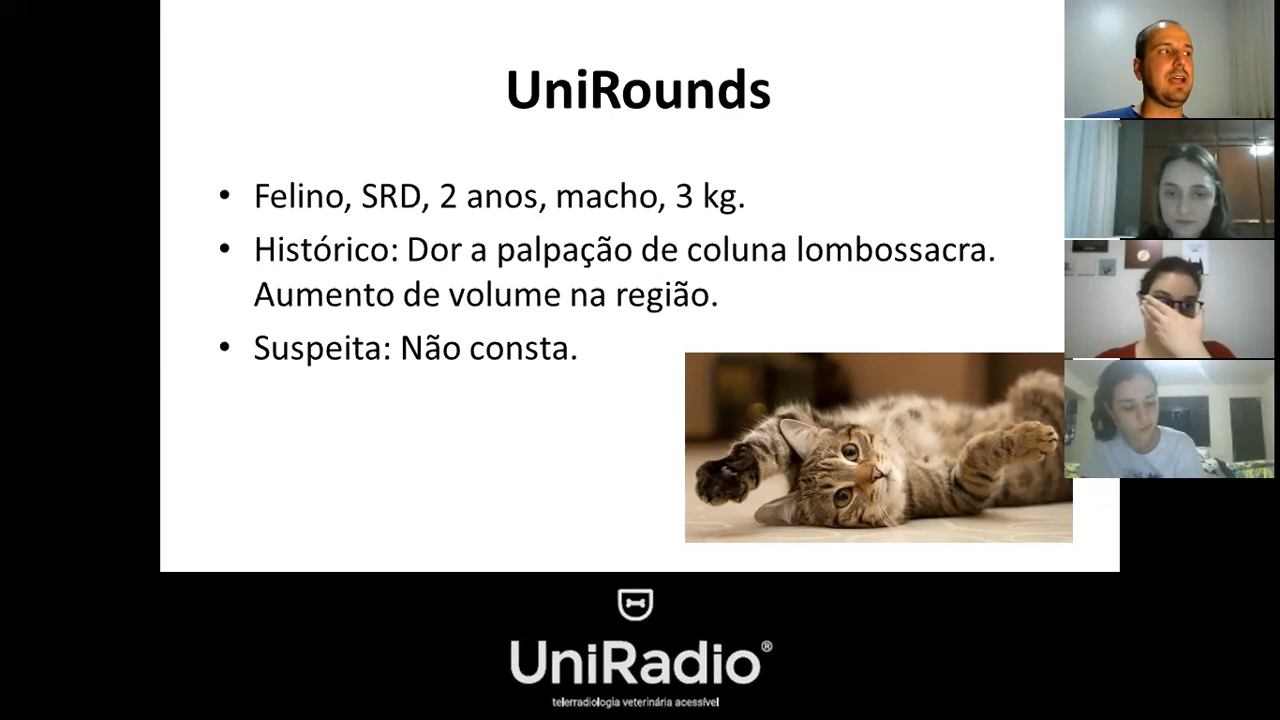 UniRounds
• Felino, SRD, 2 anos, macho, 3 kg.
• Histórico: Dor a palpação de coluna lombossacra.
Aumento de volume na região.
• Suspeita: Não consta.
UniRadio®
telerradiologia veterinária acessível